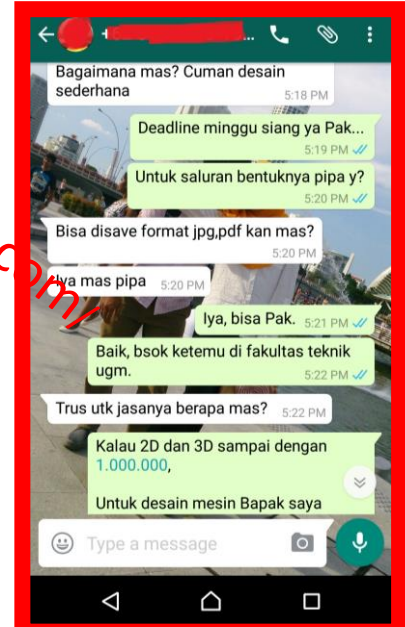 ...
Bagaimana mas? Cuman desain
sederhana
5:18 PM
Deadline minggu siang ya Pak...
5:19 PM
Untuk saluran bentuknya pipa y?
5:20 PM
Bisa disave format jpg,pdf kan mas?
5:20 PM
Iya mas pipa 5:20 PM
com/
Iya, bisa Pak. 5:21 PM
Baik, bsok ketemu di fakultas teknik
ugm.
5:22 PM
Trus utk jasanya berapa mas? 5:22 PM
Kalau 2D dan 3D sampai dengan
1.000.000,
Untuk desain mesin Bapak saya
Type a message